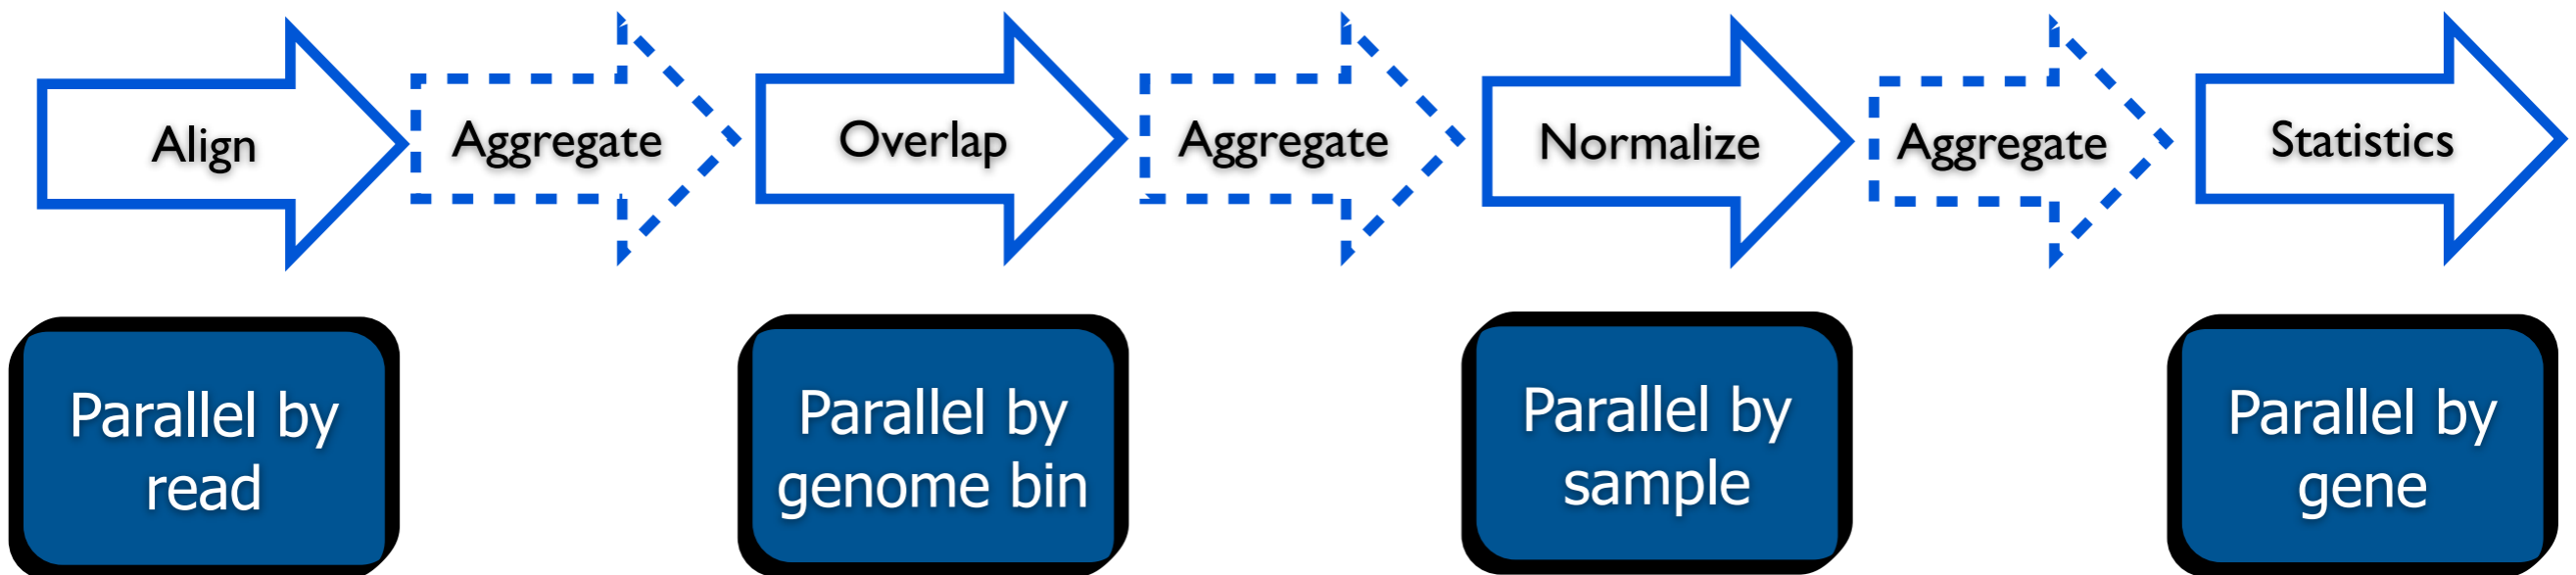 Align
Aggregate
Overlap
Aggregate
Normalize
Aggregate
Statistics
Parallel by
read
Parallel by
genome bin
Parallel by
sample
Parallel by
gene